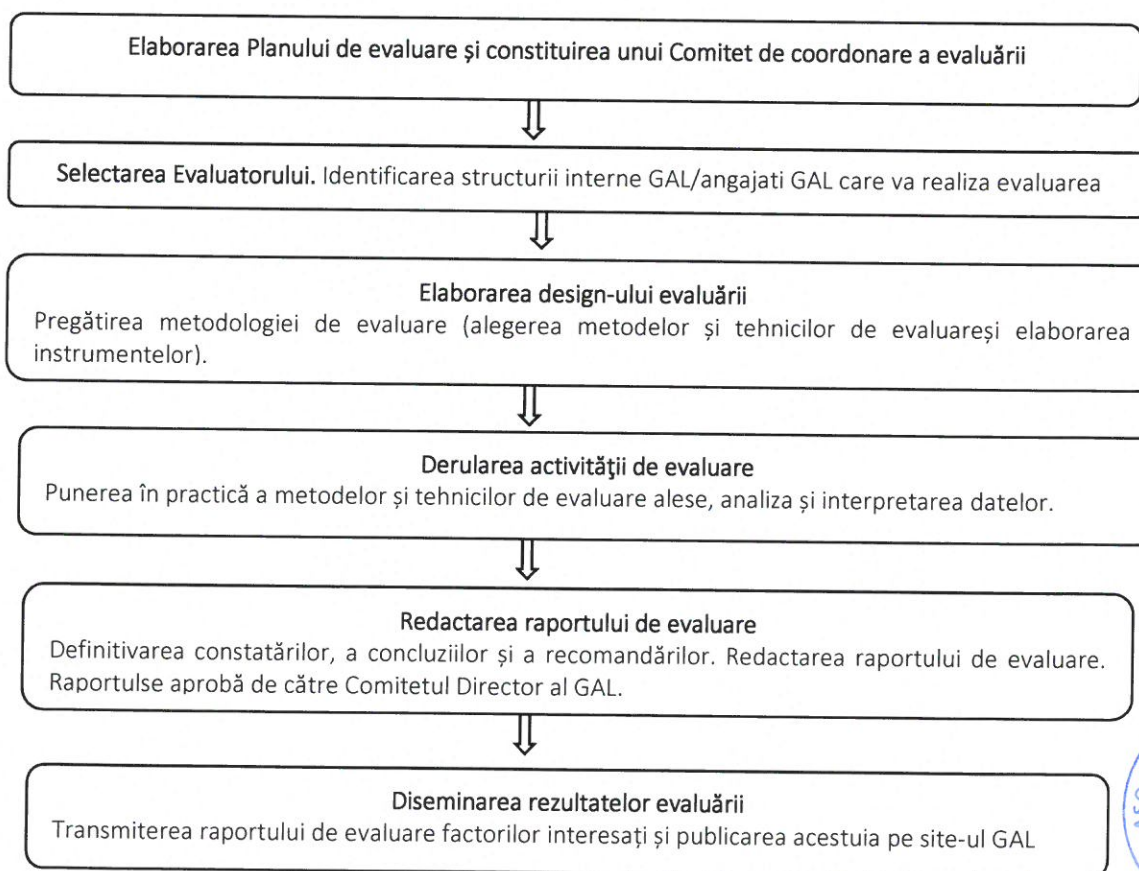 Elaborarea Planului de evaluare și constituirea unui Comitet de coordonare a evaluării
Selectarea Evaluatorului. Identificarea structurii interne GAL/angajati GAL care va realiza evaluarea
Elaborarea design-ului evaluării
Pregătirea metodologiei de evaluare (alegerea metodelor și tehnicilor de evaluareși elaborarea
instrumentelor).
Derularea activității de evaluare
Punerea în practică a metodelor și tehnicilor de evaluare alese, analiza și interpretarea datelor.
Redactarea raportului de evaluare
Definitivarea constatărilor, a concluziilor și a recomandărilor. Redactarea raportului de evaluare.
Raportulse aprobă de către Comitetul Director al GAL.
Diseminarea rezultatelor evaluării
Transmiterea raportului de evaluare factorilor interesați și publicarea acestuia pe site-ul GAL